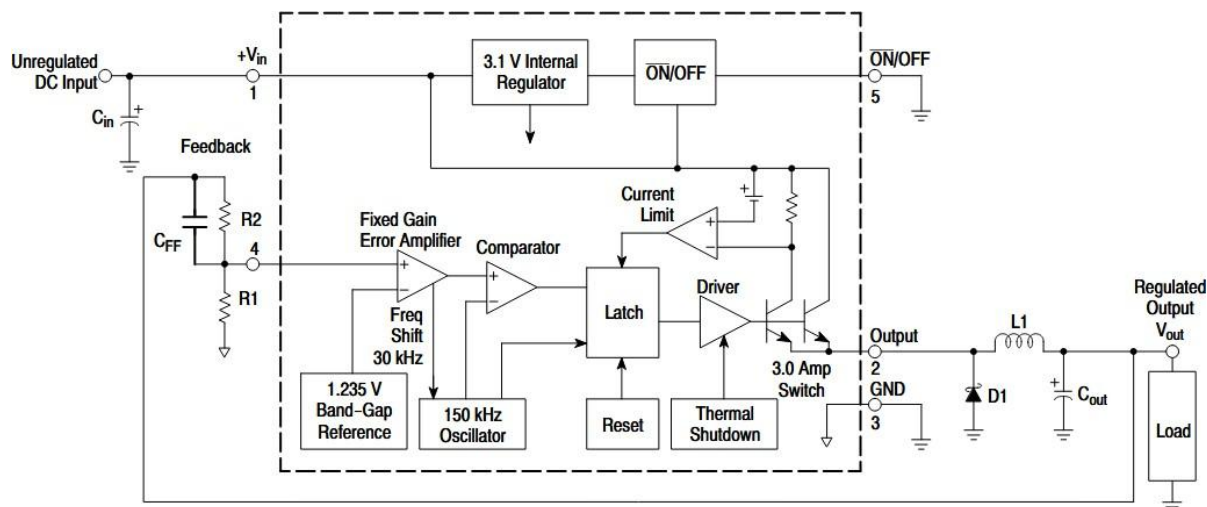 Unregulated
DC Input
+Vin
1
Cin
+
3.1 V Internal
Regulator
O̅N̅/OFF
O̅N̅/OFF
5
Feedback
R2
CFF
4
R1
Fixed Gain
Error Amplifier
+
−
Comparator
+
−
Current
Limit
+
−
+
Freq
Shift
30 kHz
Latch
Driver
1.235 V
Band-Gap
Reference
150 kHz
Oscillator
Reset
Thermal
Shutdown
3.0 Amp
Switch
Output
2
GND
3
L1
D1
+
Cout
Regulated
Output
Vout
Load